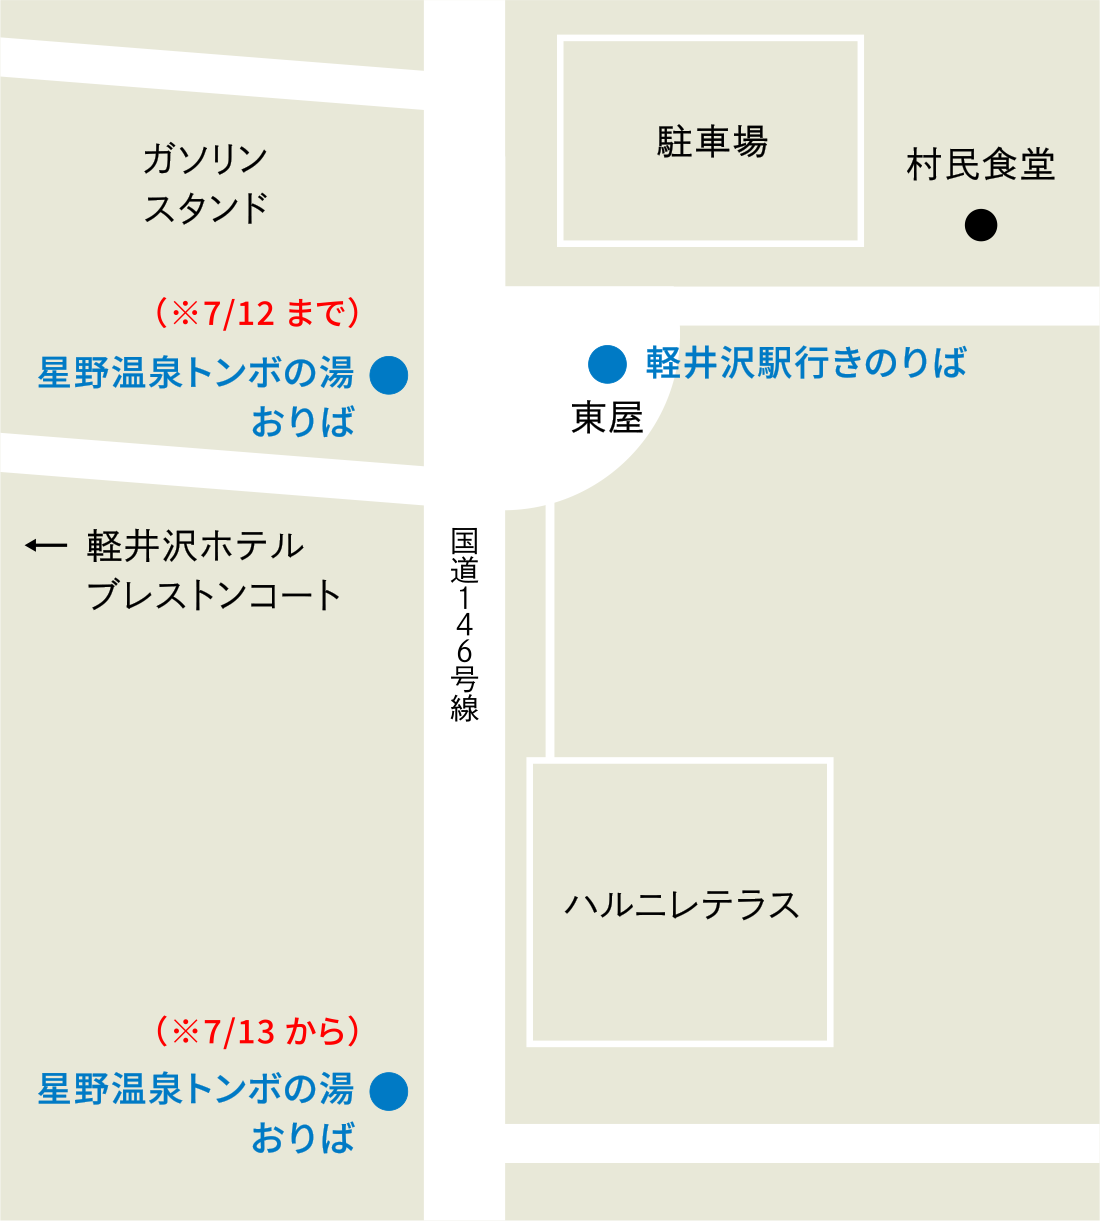 駐車場
村民食堂
ガソリン
スタンド
（※7/12 まで）
星野温泉トンボの湯
おりば
軽井沢駅行きのりば
東屋
← 軽井沢ホテル
ブレストンコート
国道146号線
ハルニレテラス
（※7/13 から）
星野温泉トンボの湯
おりば